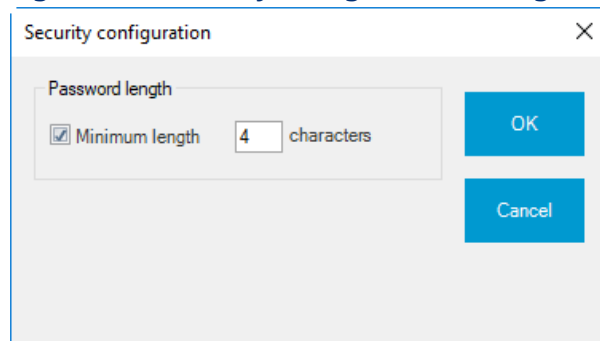 Security configuration
Password length
Minimum length 4 characters
OK
Cancel